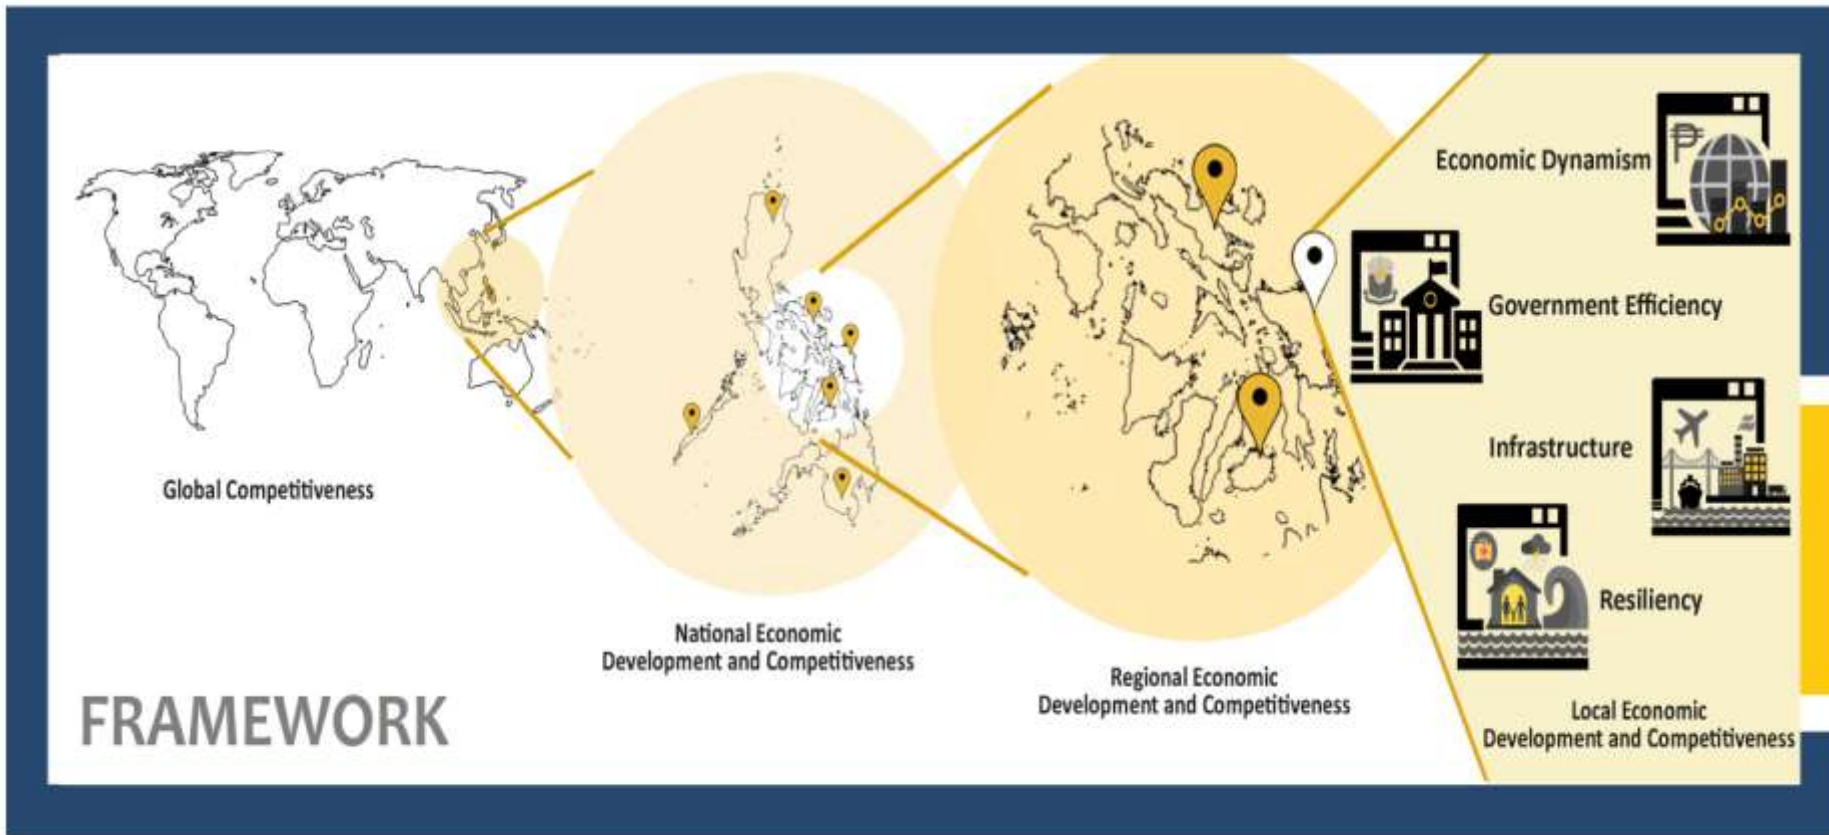 Global Competitiveness
National Economic
Development and Competitiveness
Regional Economic
Development and Competitiveness
Economic Dynamism
Government Efficiency
Infrastructure
Resiliency
Local Economic
Development and Competitiveness
FRAMEWORK